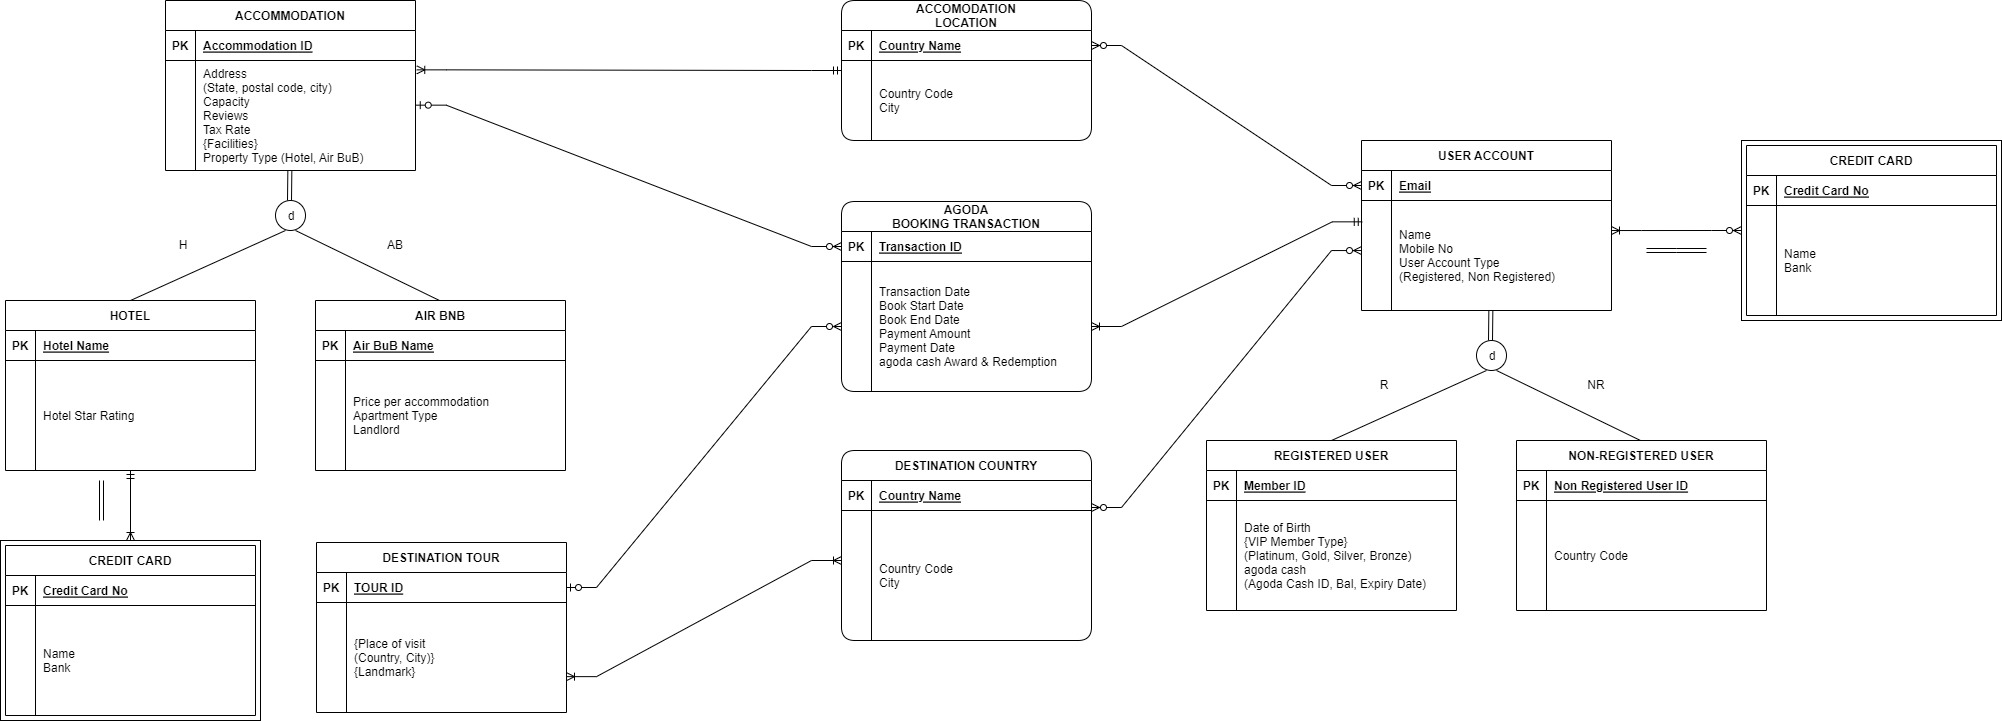 ACCOMMODATION
PK Accommodation ID
Address
(State, postal code, city)
Capacity
Reviews
Tax Rate
{Facilities}
Property Type (Hotel, Air BuB)
d
H
AB
HOTEL
PK Hotel Name
Hotel Star Rating
AIR BNB
PK Air BuB Name
Price per accommodation
Apartment Type
Landlord
CREDIT CARD
PK Credit Card No
Name
Bank
DESTINATION TOUR
PK TOUR ID
{Place of visit
(Country, City)}
{Landmark}
ACCOMODATION
LOCATION
PK Country Name
Country Code
City
AGODA
BOOKING TRANSACTION
PK Transaction ID
Transaction Date
Book Start Date
Book End Date
Payment Amount
Payment Date
agoda cash Award & Redemption
DESTINATION COUNTRY
PK Country Name
Country Code
City
USER ACCOUNT
PK Email
Name
Mobile No
User Account Type
(Registered, Non Registered)
d
R
NR
REGISTERED USER
PK Member ID
Date of Birth
{VIP Member Type}
(Platinum, Gold, Silver, Bronze)
agoda cash
(Agoda Cash ID, Bal, Expiry Date)
NON-REGISTERED USER
PK Non Registered User ID
Country Code
CREDIT CARD
PK Credit Card No
Name
Bank